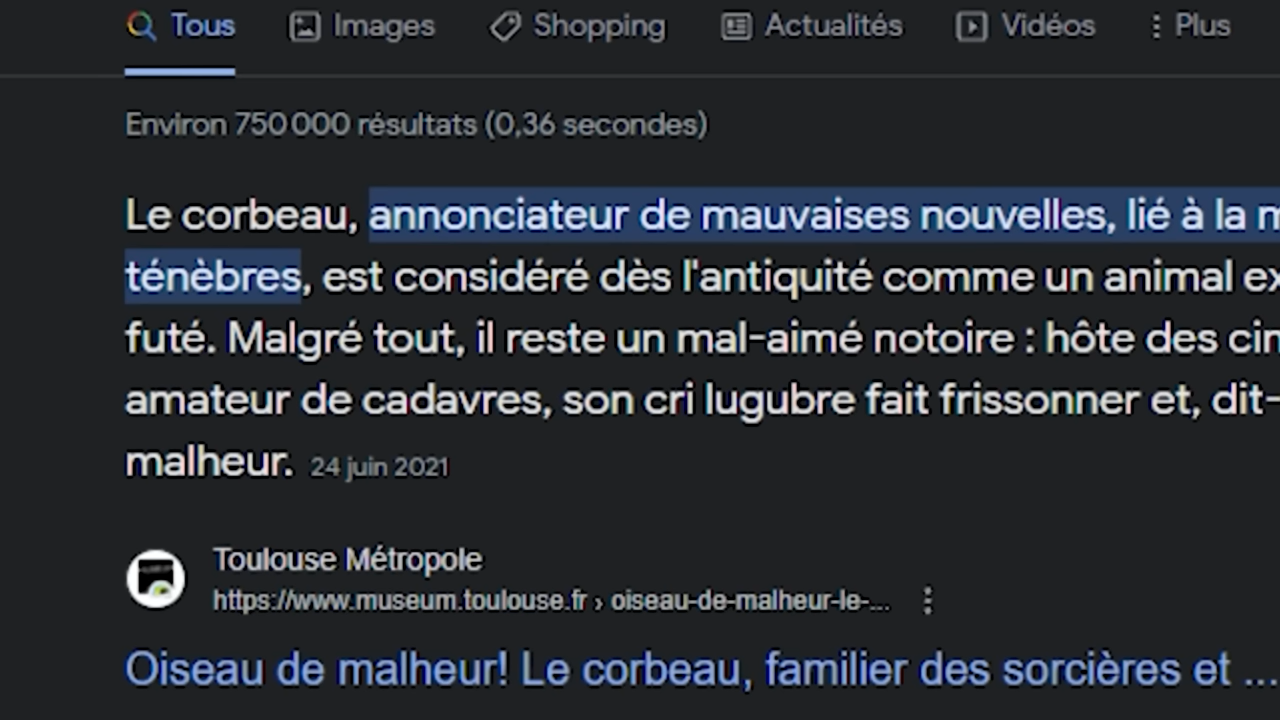 Tous Images Shopping Actualités Vidéos Plus
Environ 750 000 résultats (0,36 secondes)
Le corbeau, annonciateur de mauvaises nouvelles, lié à la
ténèbres, est considéré dès l'antiquité comme un animal
futé. Malgré tout, il reste un mal-aimé notoire : hôte des
amateur de cadavres, son cri lugubre fait frissonner et, dit-
malheur. 24 juin 2021
Toulouse Métropole
https://www.museum.toulouse.fr › oiseau-de-malheur-le-...
Oiseau de malheur! Le corbeau, familier des sorcières et ...